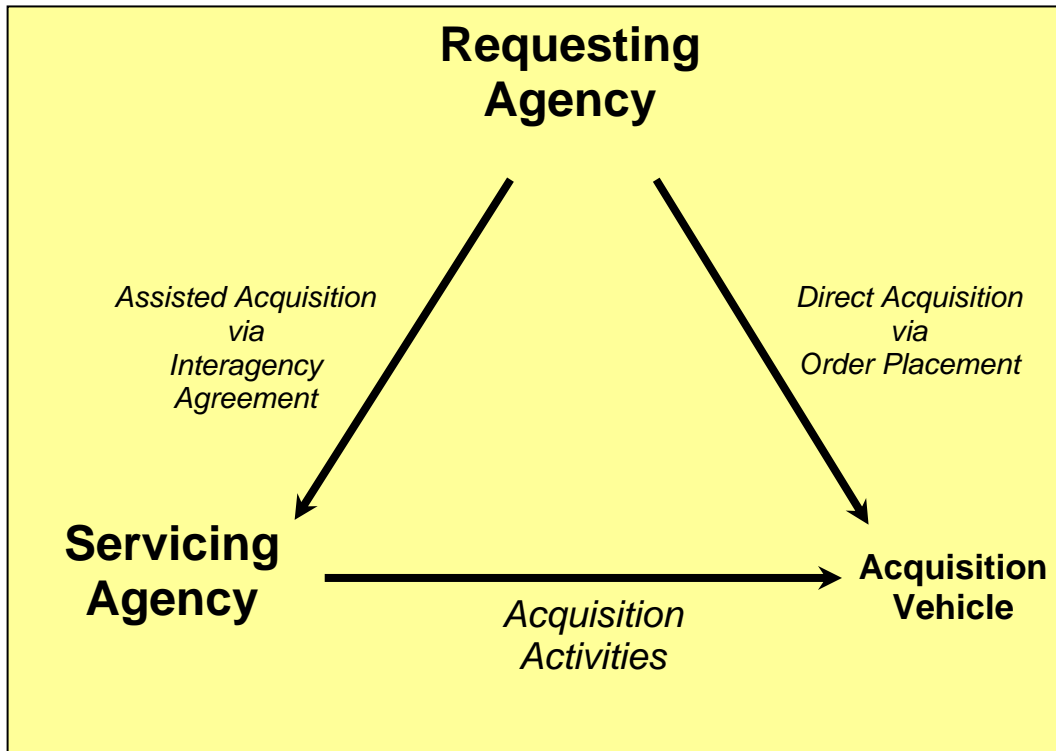 Requesting
Agency
Assisted Acquisition
via
Interagency
Agreement
Direct Acquisition
via
Order Placement
Servicing
Agency
Acquisition
Activities
Acquisition
Vehicle